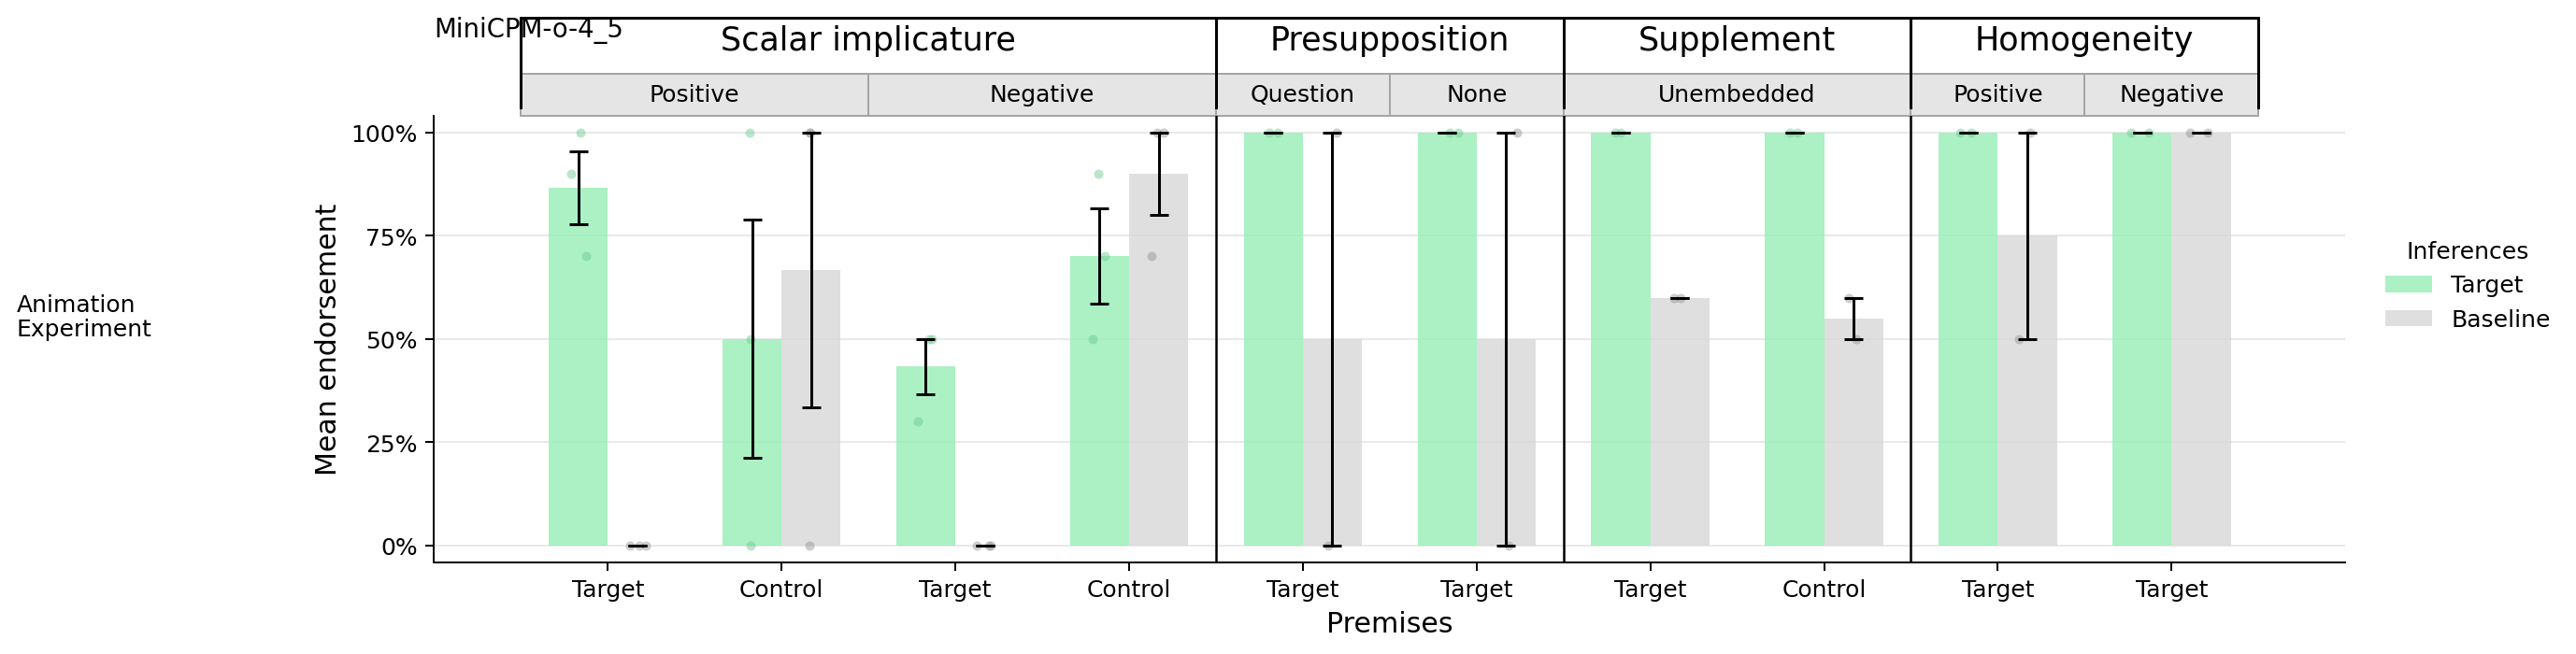 MiniCPM-o-4_5
Scalar implicature
Presupposition
Supplement
Homogeneity
Positive
Negative
Question
None
Unembedded
Positive
Negative
100%
75%
50%
25%
0%
Mean endorsement
Animation
Experiment
Inferences
Target
Baseline
Target
Control
Target
Control
Target
Target
Target
Control
Target
Target
Premises